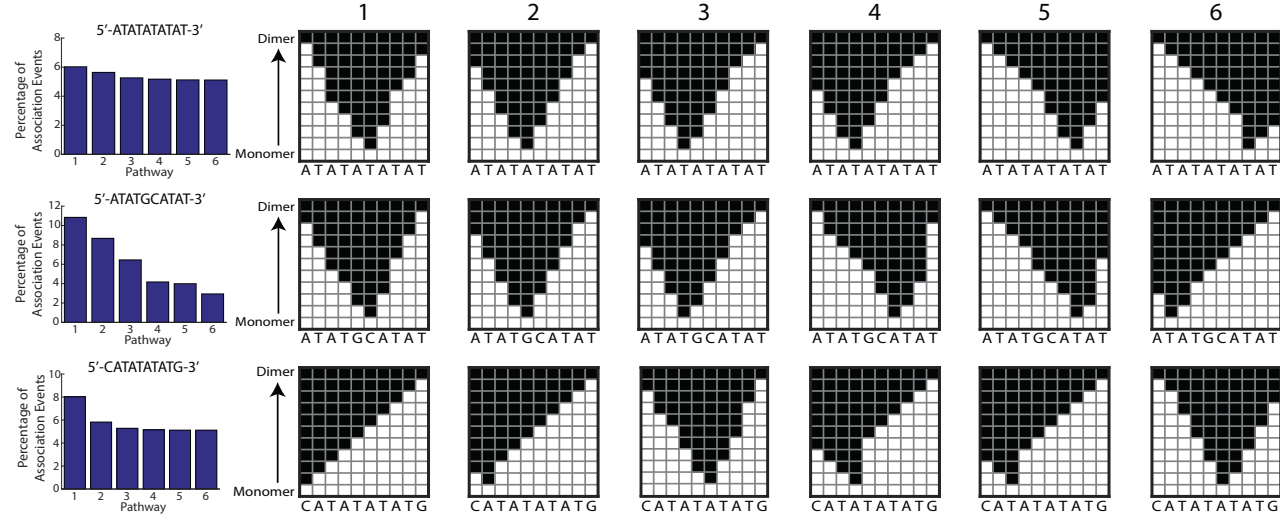 1 2 3 4 5 6
5′-ATATATATAT-3′
Percentage of
Association Events
8
6
4
2
0
1 2 3 4 5 6
Pathway
Dimer
Monomer
ATATATATAT ATATATATAT ATATATATAT ATATATATAT ATATATATAT ATATATATAT
5′-ATATGCATAT-3′
Percentage of
Association Events
12
10
8
6
4
2
0
1 2 3 4 5 6
Pathway
Dimer
Monomer
ATATGCATAT ATATGCATAT ATATGCATAT ATATGCATAT ATATGCATAT ATATGCATAT
5′-CATATATATG-3′
Percentage of
Association Events
10
8
6
4
2
0
1 2 3 4 5 6
Pathway
Dimer
Monomer
CATATATATG CATATATATG CATATATATG CATATATATG CATATATATG CATATATATG